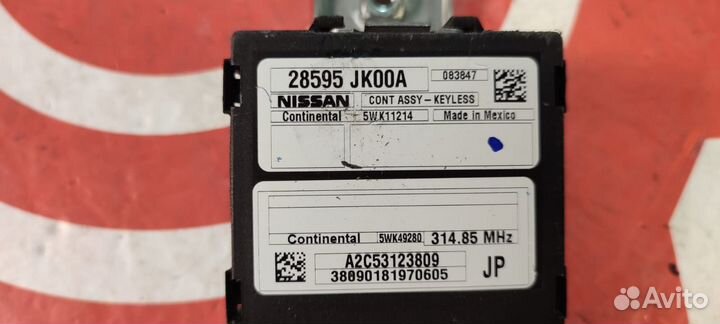 28595 JK00A
083847
NISSAN
CONT ASSY-KEYLESS
Continental
5WK11214
Made in Mexico
Continental
5WK49280
314.85 MHz
A2C53123809
38090181970605
JP
Avito